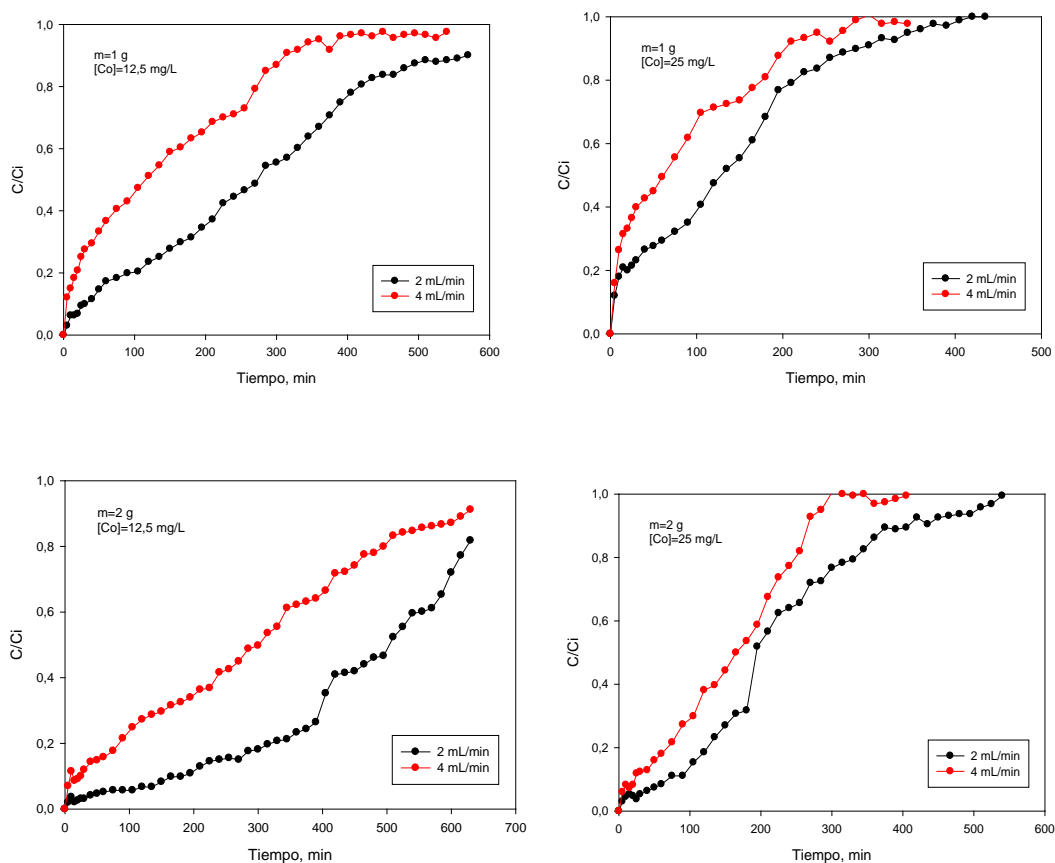 1,0
0,8
0,6
0,4
0,2
0,0
C/Ci
m=1 g
[Co]=12,5 mg/L
2 mL/min
4 mL/min
0 100 200 300 400 500 600
Tiempo, min
1,0
0,8
0,6
0,4
0,2
0,0
C/Ci
m=1 g
[Co]=25 mg/L
2 mL/min
4 mL/min
0 100 200 300 400 500
Tiempo, min
1,0
0,8
0,6
0,4
0,2
0,0
C/Ci
m=2 g
[Co]=12,5 mg/L
2 mL/min
4 mL/min
0 100 200 300 400 500 600 700
Tiempo, min
1,0
0,8
0,6
0,4
0,2
0,0
C/Ci
m=2 g
[Co]=25 mg/L
2 mL/min
4 mL/min
0 100 200 300 400 500 600
Tiempo, min